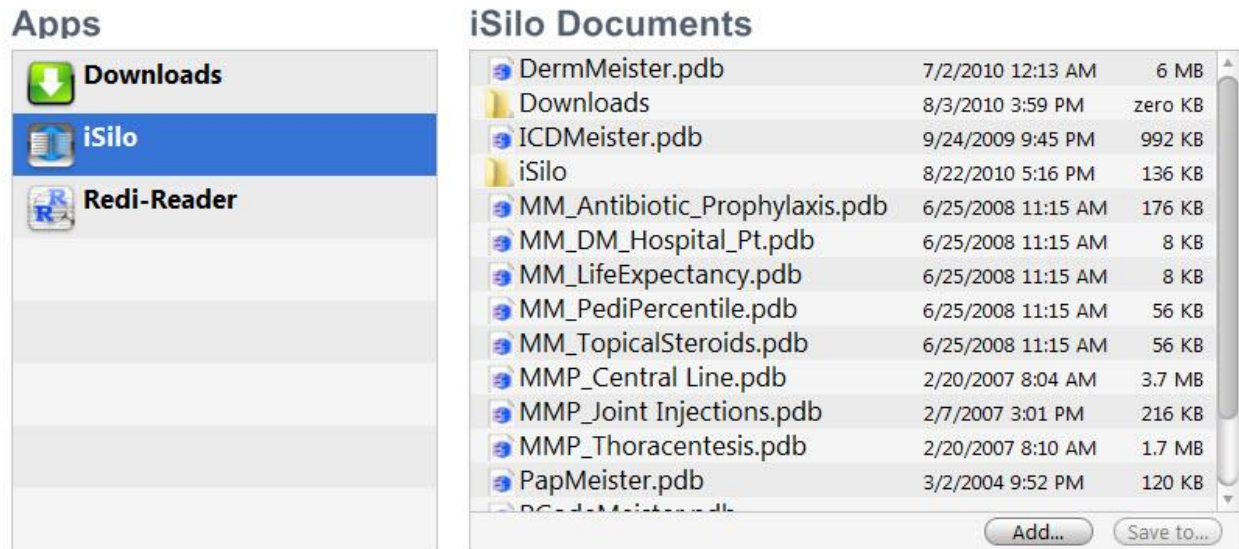 Apps
Downloads
iSilo
Redi-Reader
iSilo Documents
DermMeister.pdb 7/2/2010 12:13 AM 6 MB
Downloads 8/3/2010 3:59 PM zero KB
ICDMeister.pdb 9/24/2009 9:45 PM 992 KB
iSilo 8/22/2010 5:16 PM 136 KB
MM_Antibiotic_Prophylaxis.pdb 6/25/2008 11:15 AM 176 KB
MM_DM_Hospital_Pt.pdb 6/25/2008 11:15 AM 8 KB
MM_LifeExpectancy.pdb 6/25/2008 11:15 AM 8 KB
MM_PediPercentile.pdb 6/25/2008 11:15 AM 56 KB
MM_TopicalSteroids.pdb 6/25/2008 11:15 AM 56 KB
MMP_Central Line.pdb 2/20/2007 8:04 AM 3.7 MB
MMP_Joint Injections.pdb 2/7/2007 3:01 PM 216 KB
MMP_Thoracentesis.pdb 2/20/2007 8:10 AM 1.7 MB
PapMeister.pdb 3/2/2004 9:52 PM 120 KB
Add... Save to...